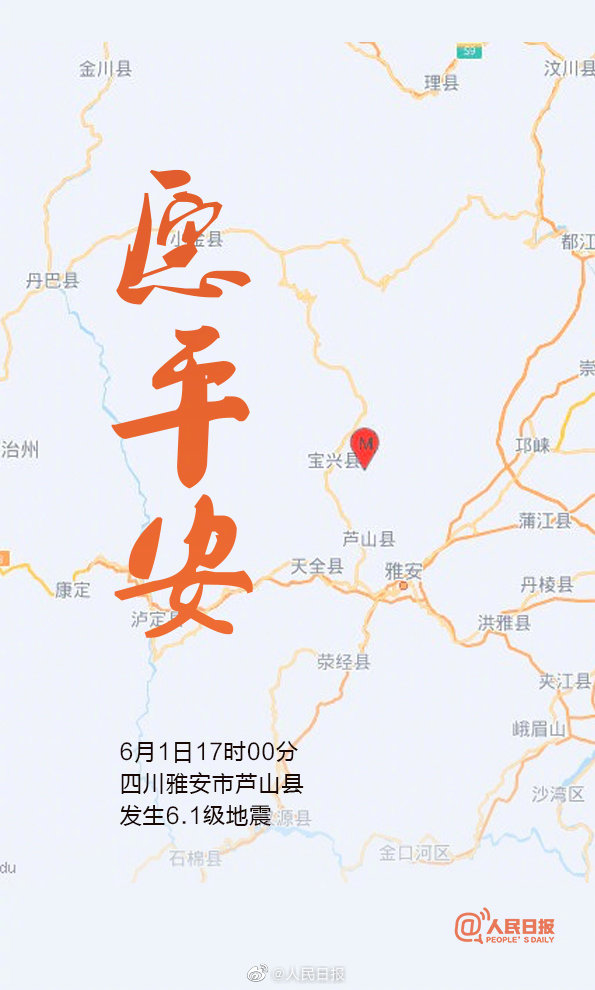 S9
金川县
理县
汶川县
愿平安
小金县
都江
丹巴县
崇
治州
宝兴县
M
邛崃
蒲江县
芦山县
天全县
雅安
康定
丹棱县
泸定县
洪雅县
荥经县
夹江县
峨眉山
6月1日17时00分
四川雅安市芦山县
发生6.1级地震
沙湾区
源县
石棉县
金口河区
du
@人民日报
PEOPLE'S DAILY
@人民日报